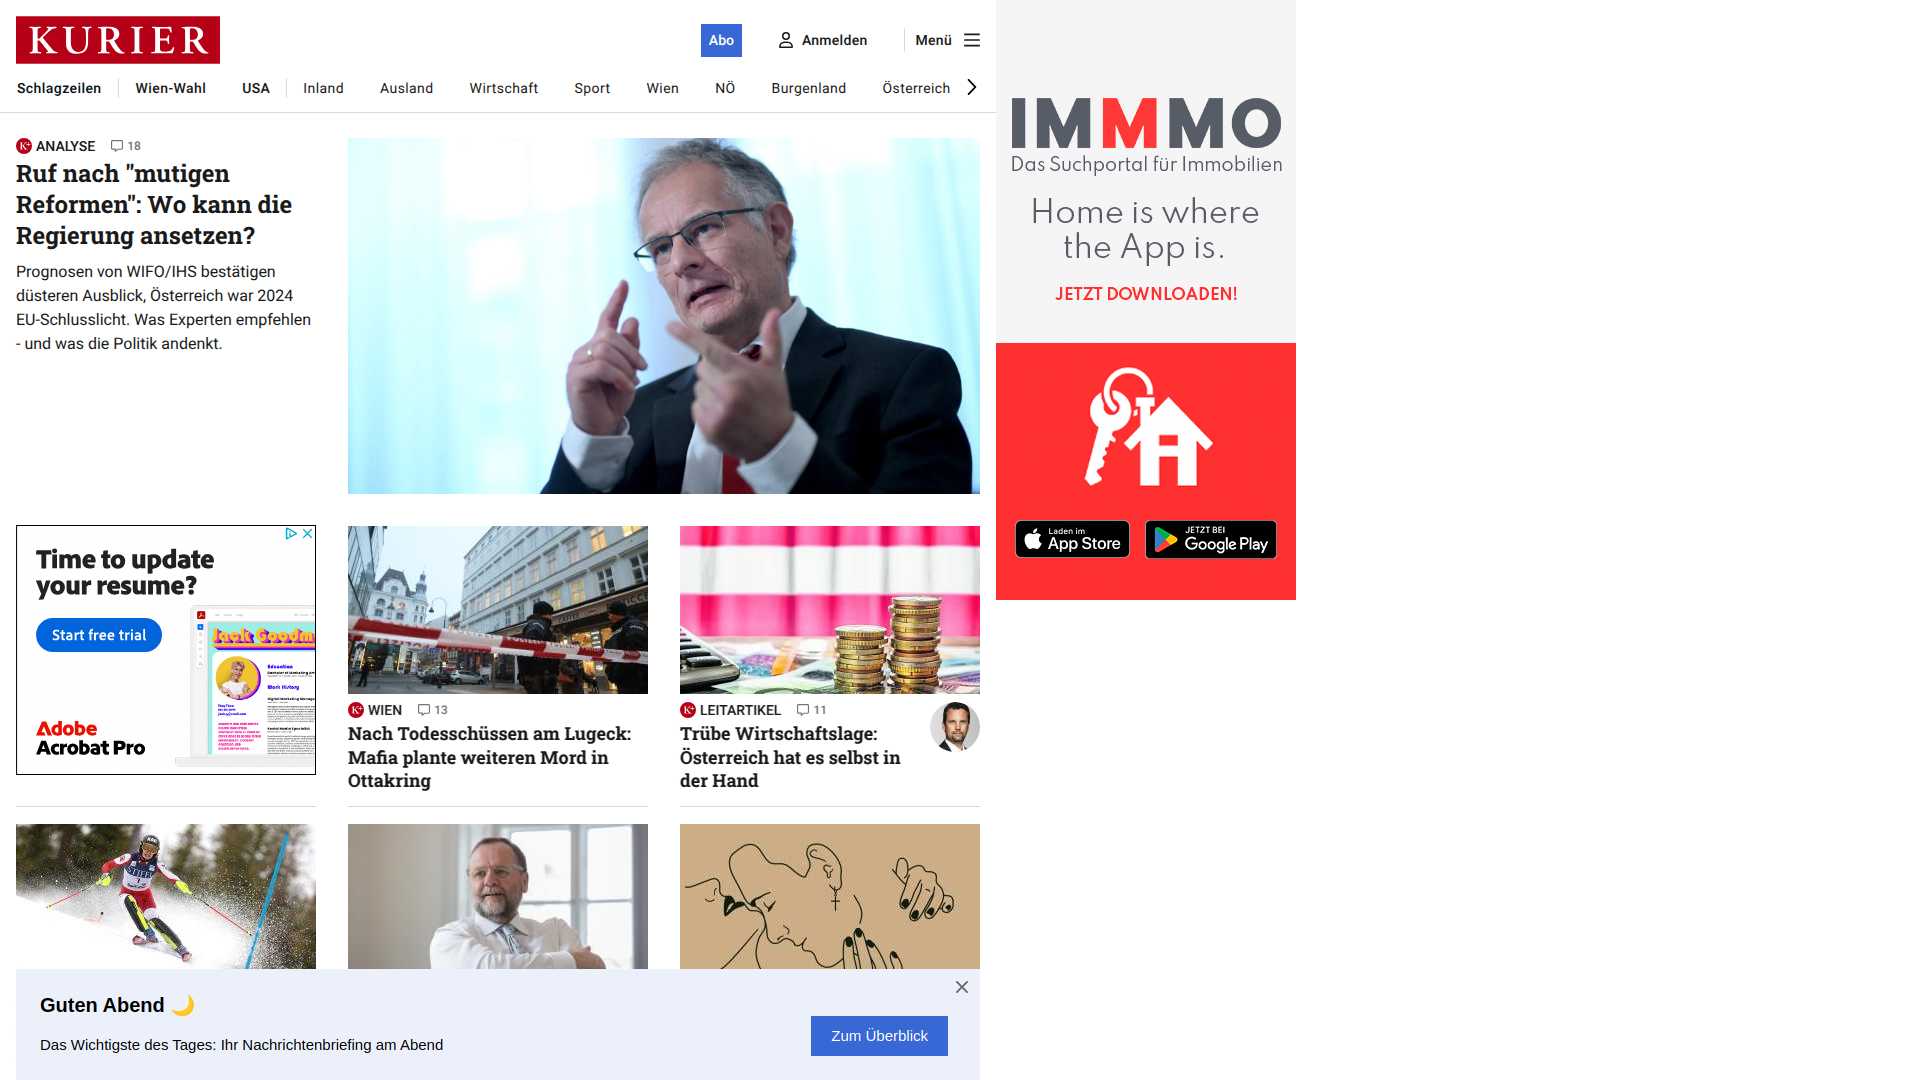 KURIER
Abo
Anmelden
Menü
Schlagzeilen
Wien-Wahl
USA
Inland
Ausland
Wirtschaft
Sport
Wien
NÖ
Burgenland
Österreich
ANALYSE 18
Ruf nach "mutigen
Reformen": Wo kann die
Regierung ansetzen?
Prognosen von WIFO/IHS bestätigen
düsteren Ausblick, Österreich war 2024
EU-Schlusslicht. Was Experten empfehlen
- und was die Politik andenkt.
IMMMO
Das Suchportal für Immobilien
Home is where
the App is.
JETZT DOWNLOADEN!
Laden im
App Store
JETZT BEI
Google Play
Time to update
your resume?
Start free trial
Adobe
Acrobat Pro
Education
Work History
WIEN 13
Nach Todesschüssen am Lugeck:
Mafia plante weiteren Mord in
Ottakring
LEITARTIKEL 11
Trübe Wirtschaftslage:
Österreich hat es selbst in
der Hand
Guten Abend 🌙
Das Wichtigste des Tages: Ihr Nachrichtenbriefing am Abend
Zum Überblick